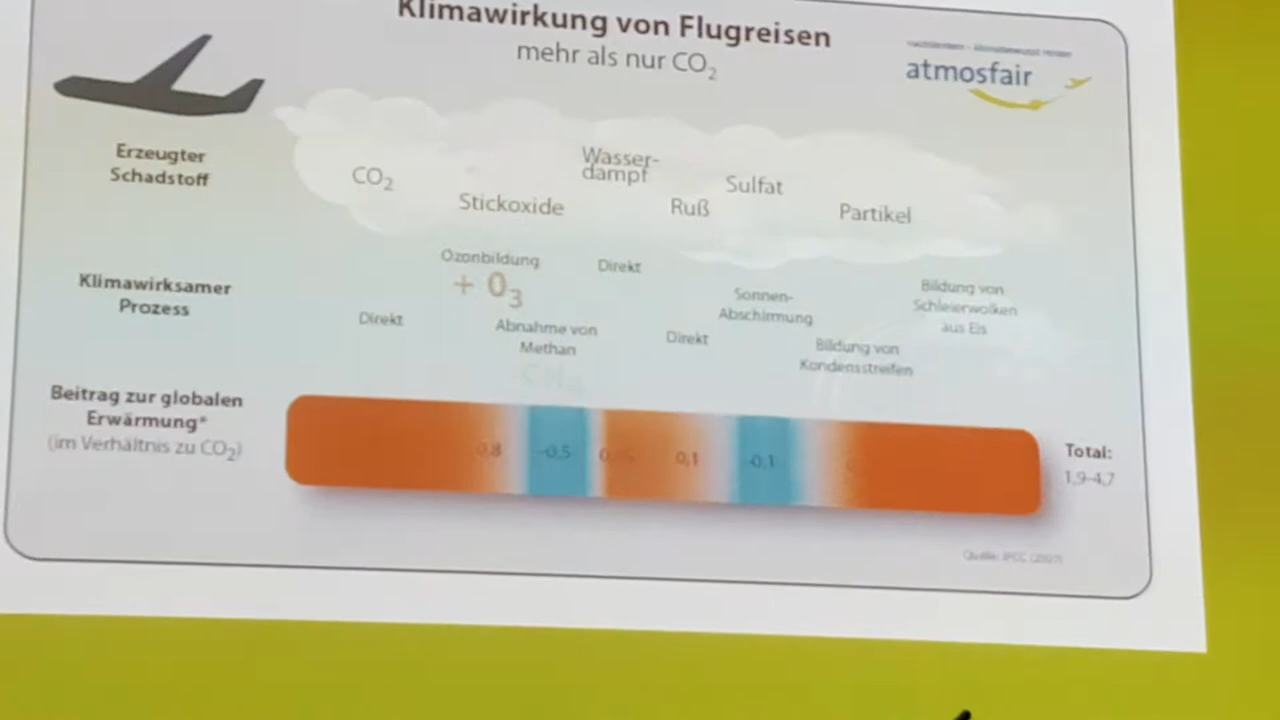 Klimawirkung von Flugreisen
mehr als nur CO₂
atmosfair
Erzeugter
Schadstoff
CO₂
Stickoxide
Wasser-
dampf
Ruß
Sulfat
Partikel
Klimawirksamer
Prozess
Direkt
Ozonbildung
+ O₃
Abnahme von
Methan
Direkt
Direkt
Sonnen-
Abschirmung
Bildung von
Kondensstreifen
Bildung von
Schleierwolken
aus Eis
Beitrag zur globalen
Erwärmung*
(im Verhältnis zu CO₂)
0,8
-0,5
0,1
-0,1
Total:
1,9-4,7
Quelle: IPCC (2007)